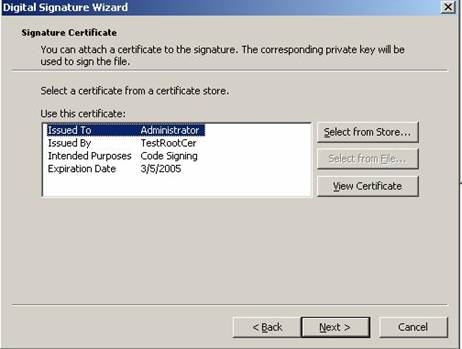 Digital Signature Wizard
Signature Certificate
You can attach a certificate to the signature. The corresponding private key will be
used to sign the file.
Select a certificate from a certificate store.
Use this certificate:
Issued To Administrator
Issued By TestRootCer
Intended Purposes Code Signing
Expiration Date 3/5/2005
Select from Store...
Select from File...
View Certificate
< Back Next > Cancel